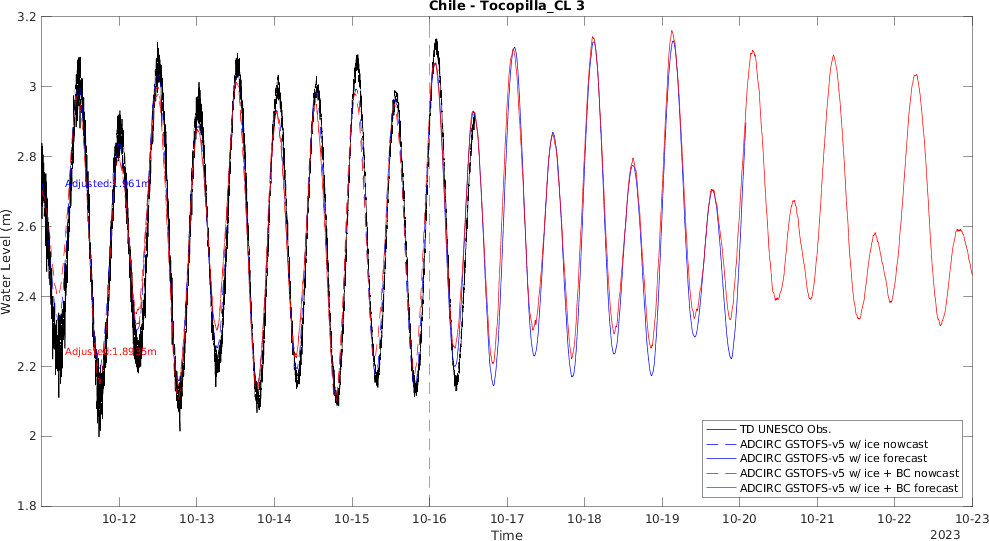 Chile - Tocopilla_CL 3
Water Level (m)
3.2
3
2.8
2.6
2.4
2.2
2
1.8
Adjusted:1.961m
TD UNESCO Obs.
ADCIRC GSTOFS-v5 w/ ice nowcast
ADCIRC GSTOFS-v5 w/ ice forecast
ADCIRC GSTOFS-v5 w/ ice + BC nowcast
ADCIRC GSTOFS-v5 w/ ice + BC forecast
10-12 10-13 10-14 10-15 10-16 10-17 10-18 10-19 10-20 10-21 10-22 10-23
Time
2023